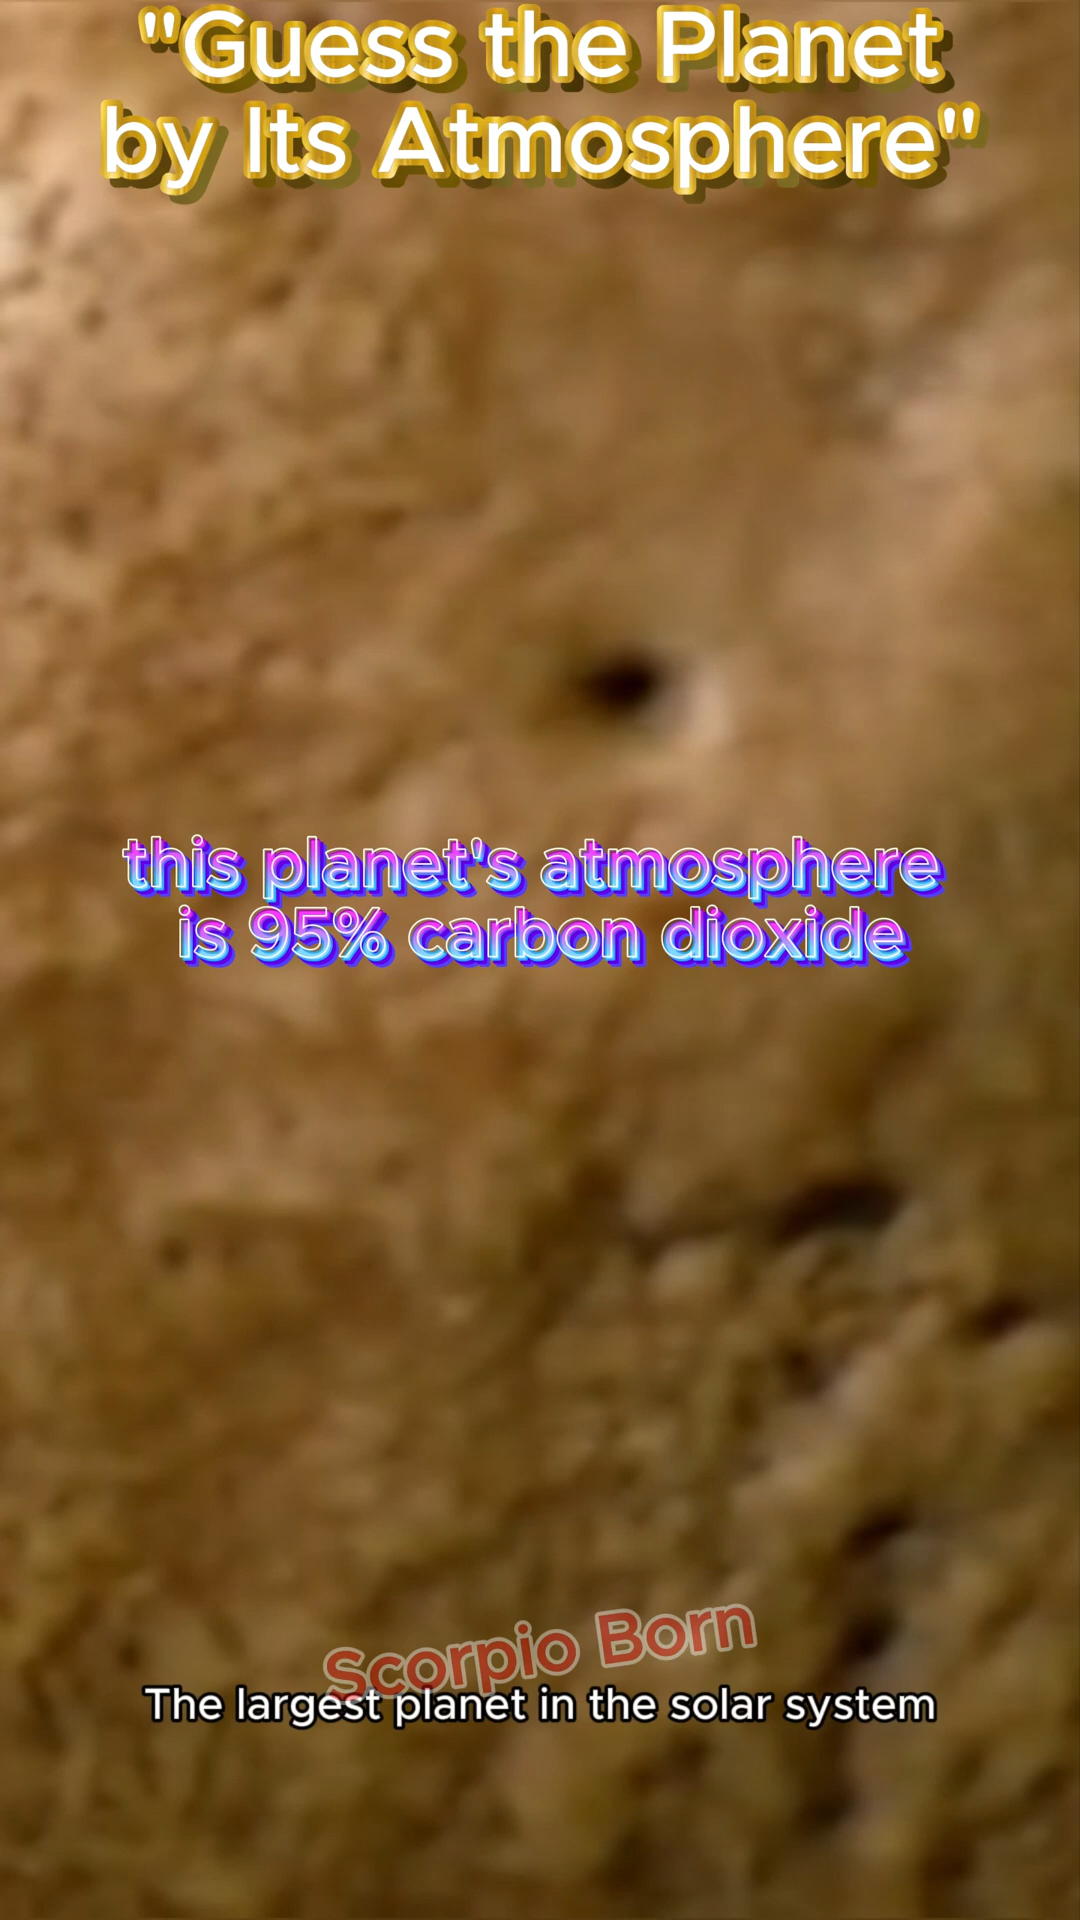 "Guess the Planet
by Its Atmosphere"
this planet's atmosphere
is 95% carbon dioxide
Scorpio Born
The largest planet in the solar system